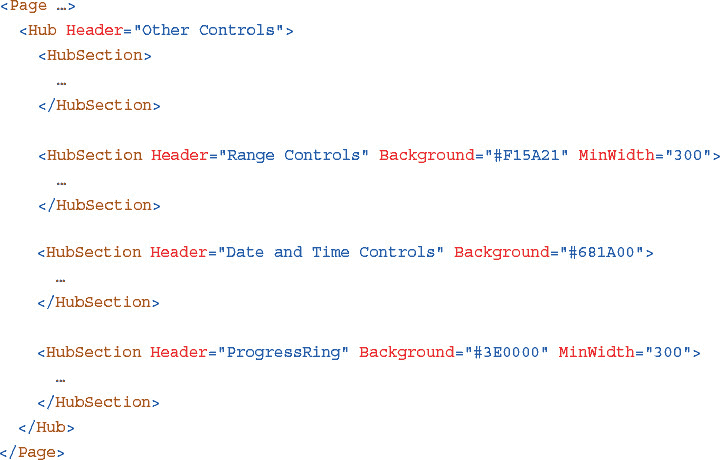 <Page …>
<Hub Header="Other Controls">
<HubSection>
…
</HubSection>
<HubSection Header="Range Controls" Background="#F15A21" MinWidth="300">
…
</HubSection>
<HubSection Header="Date and Time Controls" Background="#681A00">
…
</HubSection>
<HubSection Header="ProgressRing" Background="#3E0000" MinWidth="300">
…
</HubSection>
</Hub>
</Page>